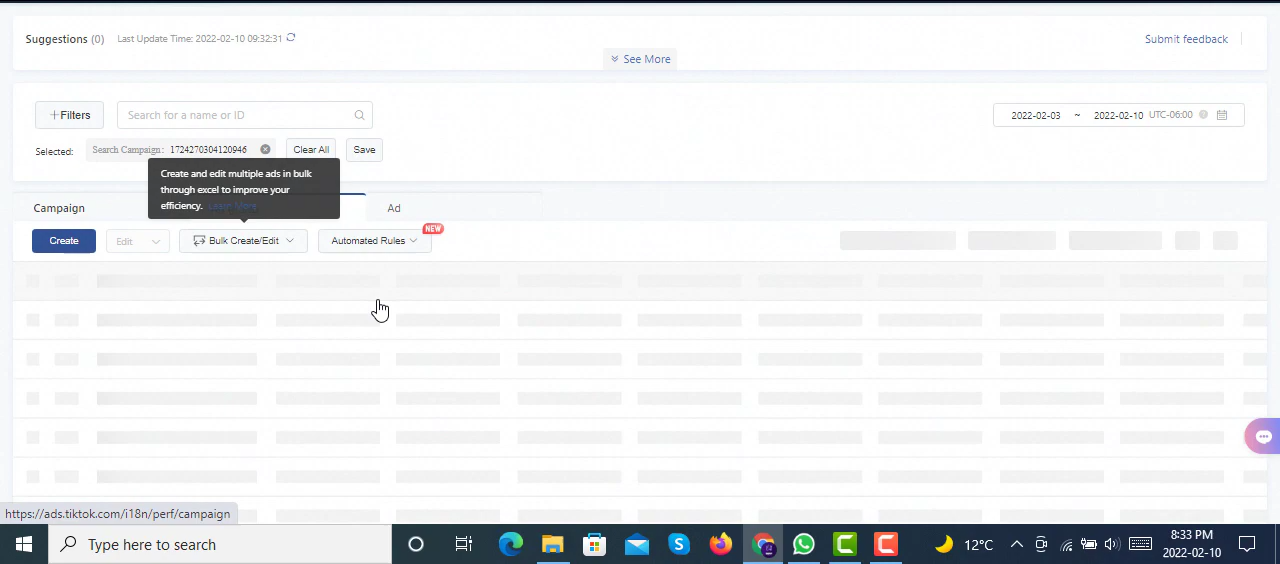 Suggestions (0) Last Update Time: 2022-02-10 09:32:31 Submit feedback
See More
Filters Search for a name or ID 2022-02-03 ~ 2022-02-10 UTC-06:00
Selected: Search Campaign: 1724270304120946 Clear All Save
Create and edit multiple ads in bulk
through excel to improve your
efficiency. Learn More
Campaign Ad
NEW
Create Edit Bulk Create/Edit Automated Rules
https://ads.tiktok.com/i18n/perf/campaign
Type here to search 12°C 8:33 PM
2022-02-10